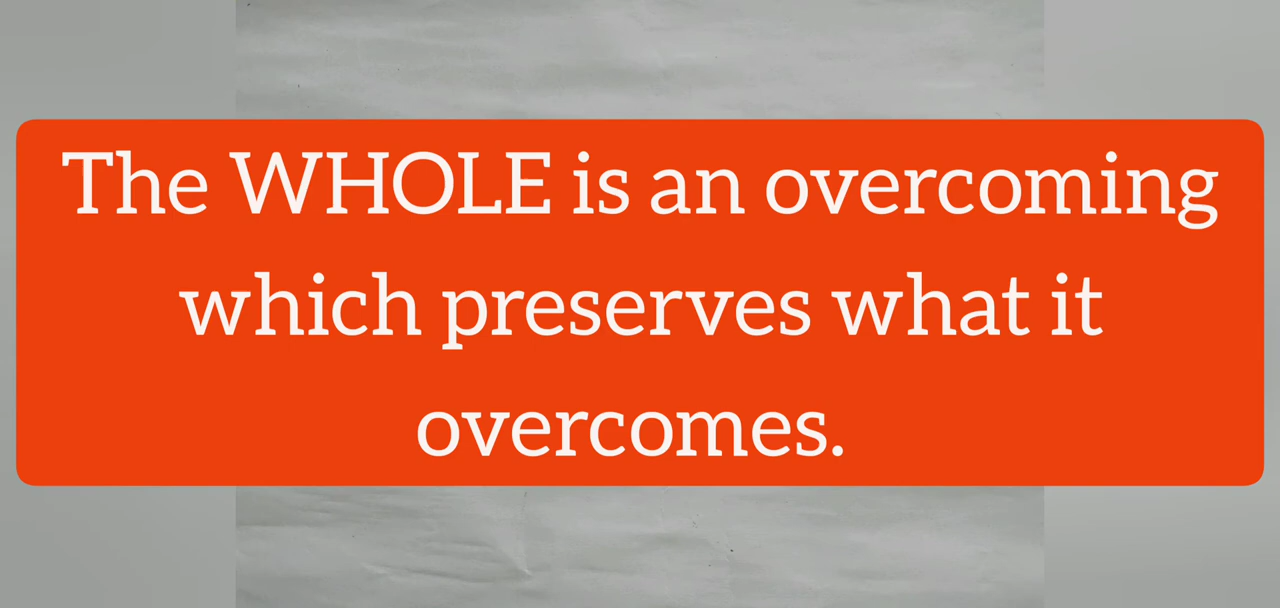 The WHOLE is an overcoming
which preserves what it
overcomes.